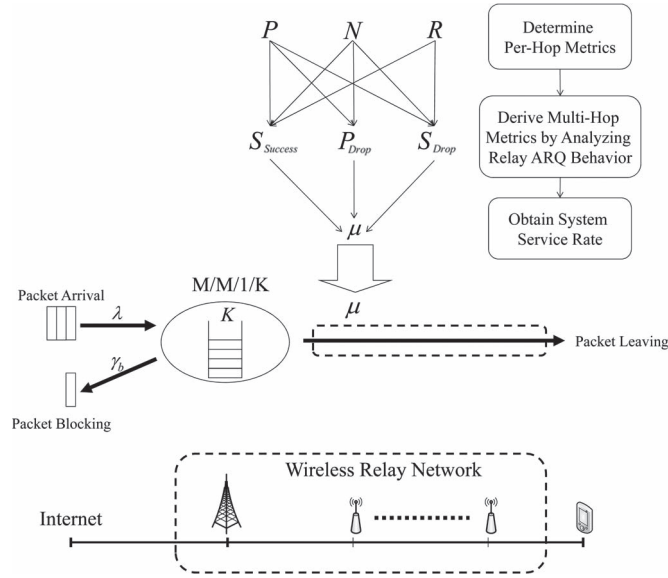 P N R
S_Success P_Drop S_Drop
μ
Determine
Per-Hop Metrics
Derive Multi-Hop
Metrics by Analyzing
Relay ARQ Behavior
Obtain System
Service Rate
M/M/1/K
Packet Arrival
λ
K
μ
Packet Leaving
γ_b
Packet Blocking
Wireless Relay Network
Internet